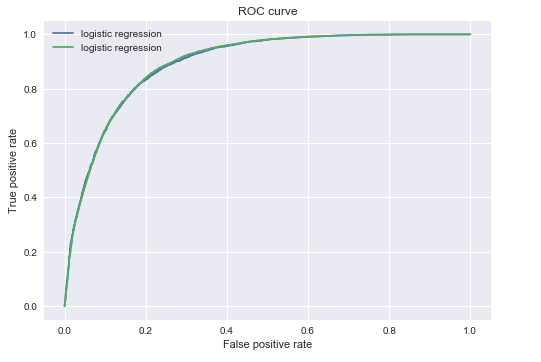 ROC curve
1.0
logistic regression
logistic regression
0.8
0.6
0.4
0.2
0.0
True positive rate
0.0 0.2 0.4 0.6 0.8 1.0
False positive rate